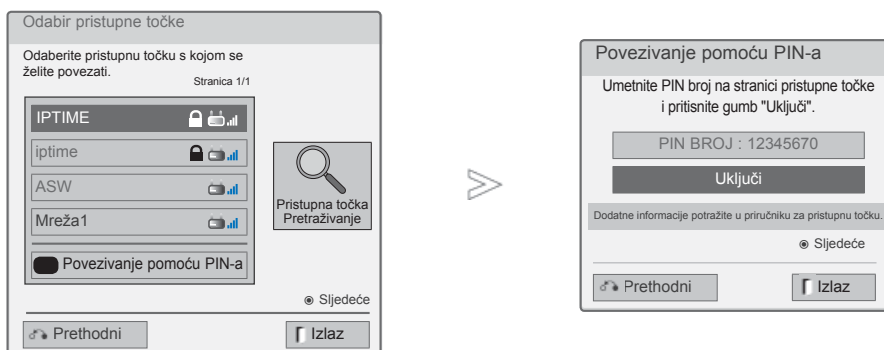 Odabir pristupne točke
Odaberite pristupnu točku s kojom se
želite povezati.
Stranica 1/1
IPTIME
iptime
ASW
Mreža1
Povezivanje pomoću PIN-a
Pristupna točka
Pretraživanje
Sljedeće
Prethodni
Izlaz
Povezivanje pomoću PIN-a
Umetnite PIN broj na stranici pristupne točke
i pritisnite gumb "Uključi".
PIN BROJ : 12345670
Uključi
Dodatne informacije potražite u priručniku za pristupnu točku.
Sljedeće
Prethodni
Izlaz